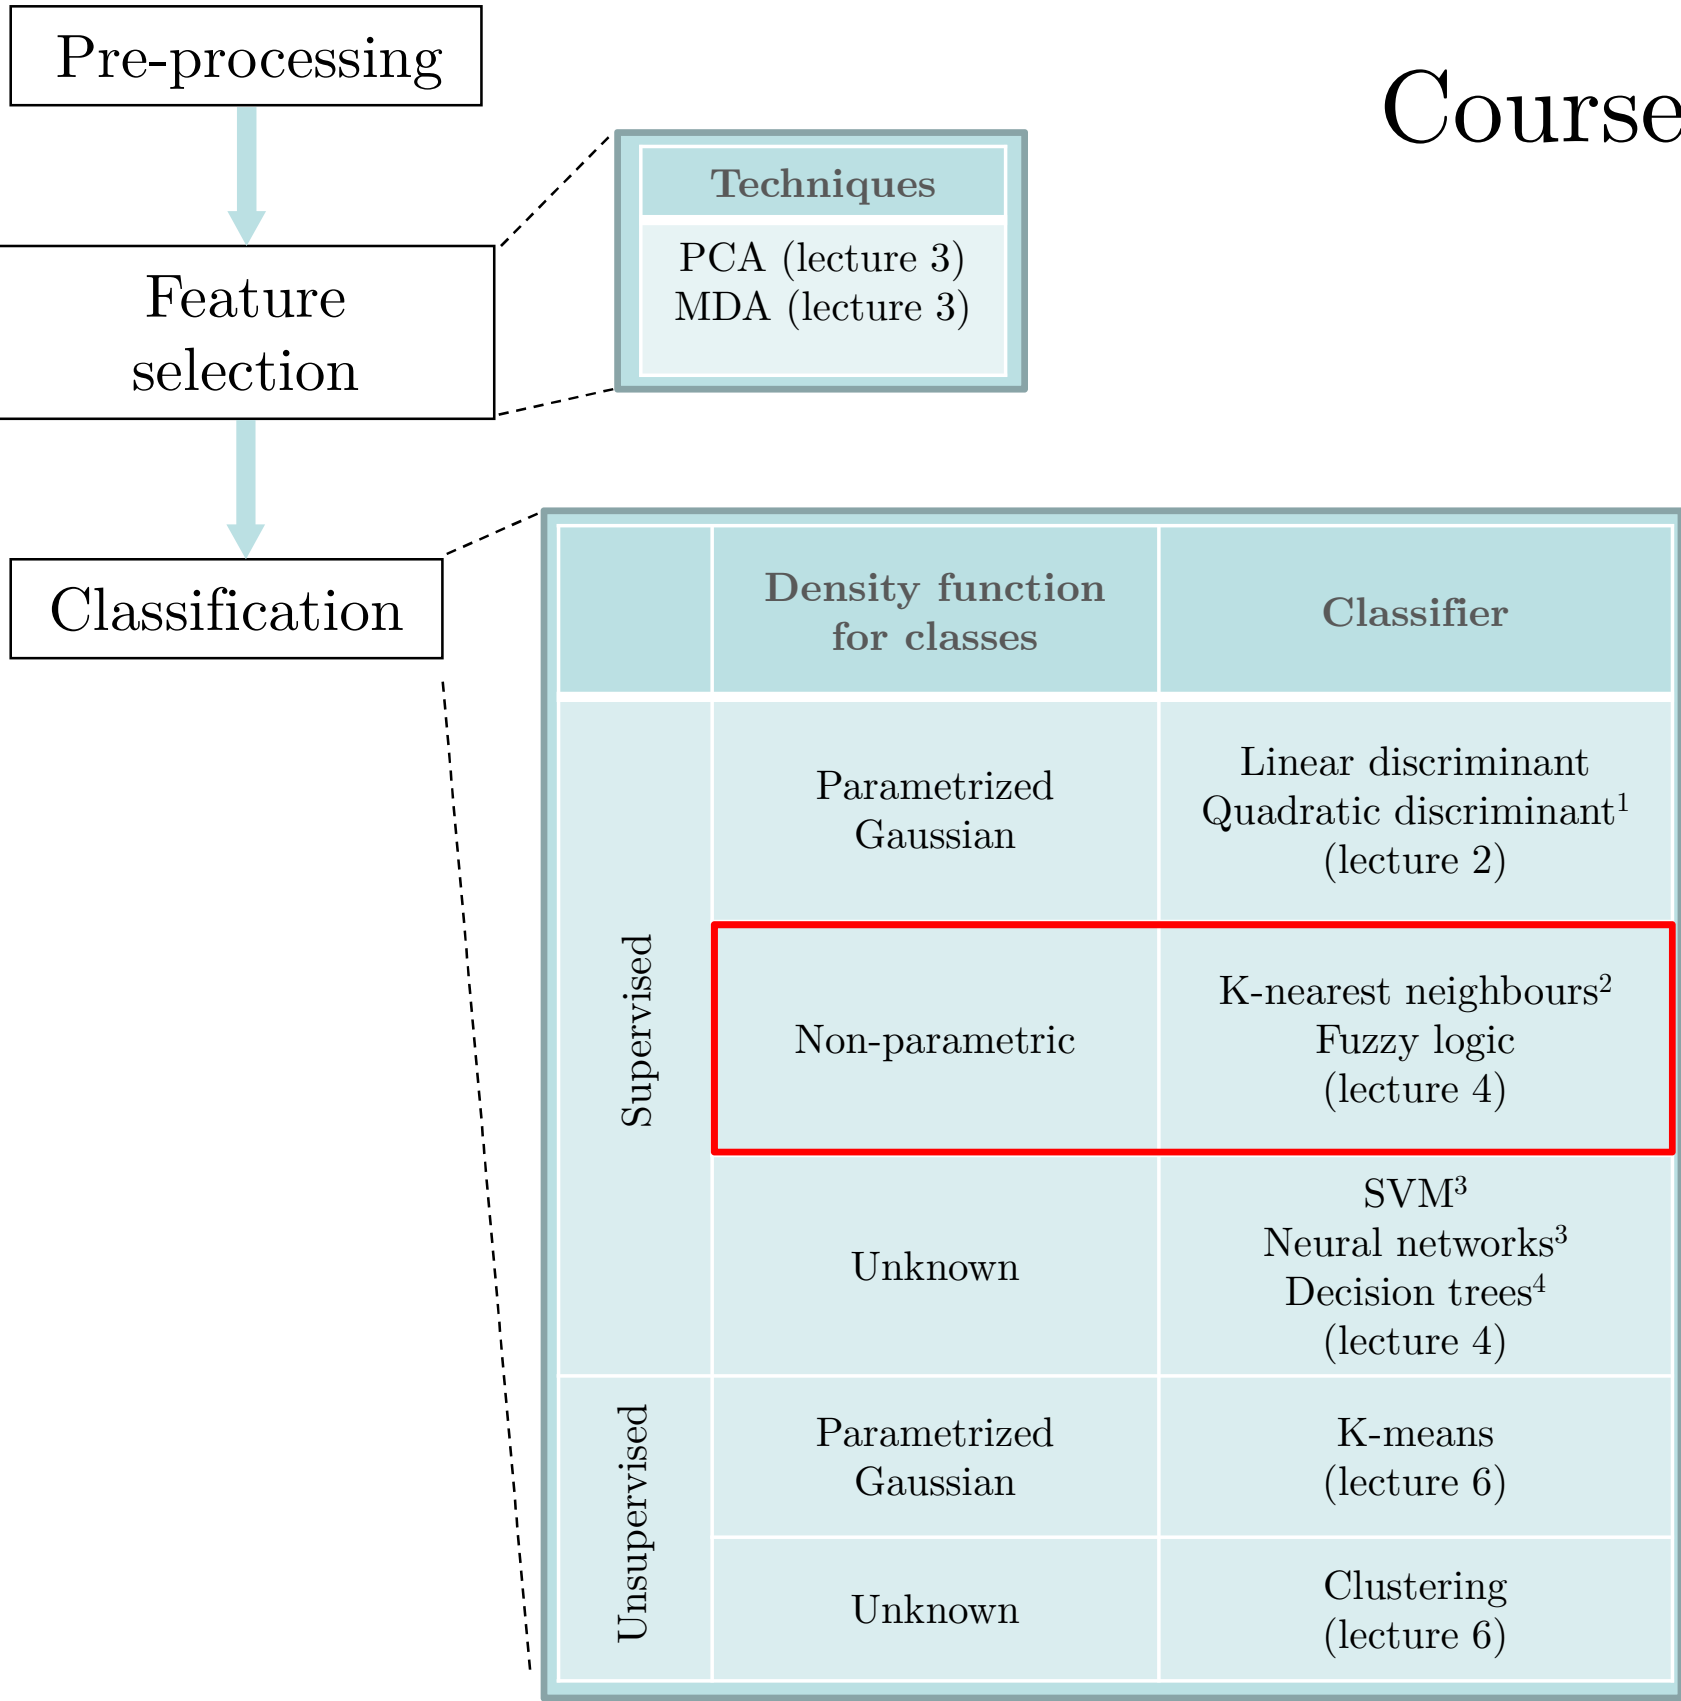 Pre-processing
Course
Techniques
PCA (lecture 3)
MDA (lecture 3)
Feature
selection
Classification
Density function
for classes
Classifier
Supervised
Parametrized
Gaussian
Linear discriminant
Quadratic discriminant¹
(lecture 2)
Non-parametric
K-nearest neighbours²
Fuzzy logic
(lecture 4)
Unknown
SVM³
Neural networks³
Decision trees⁴
(lecture 4)
Unsupervised
Parametrized
Gaussian
K-means
(lecture 6)
Unknown
Clustering
(lecture 6)